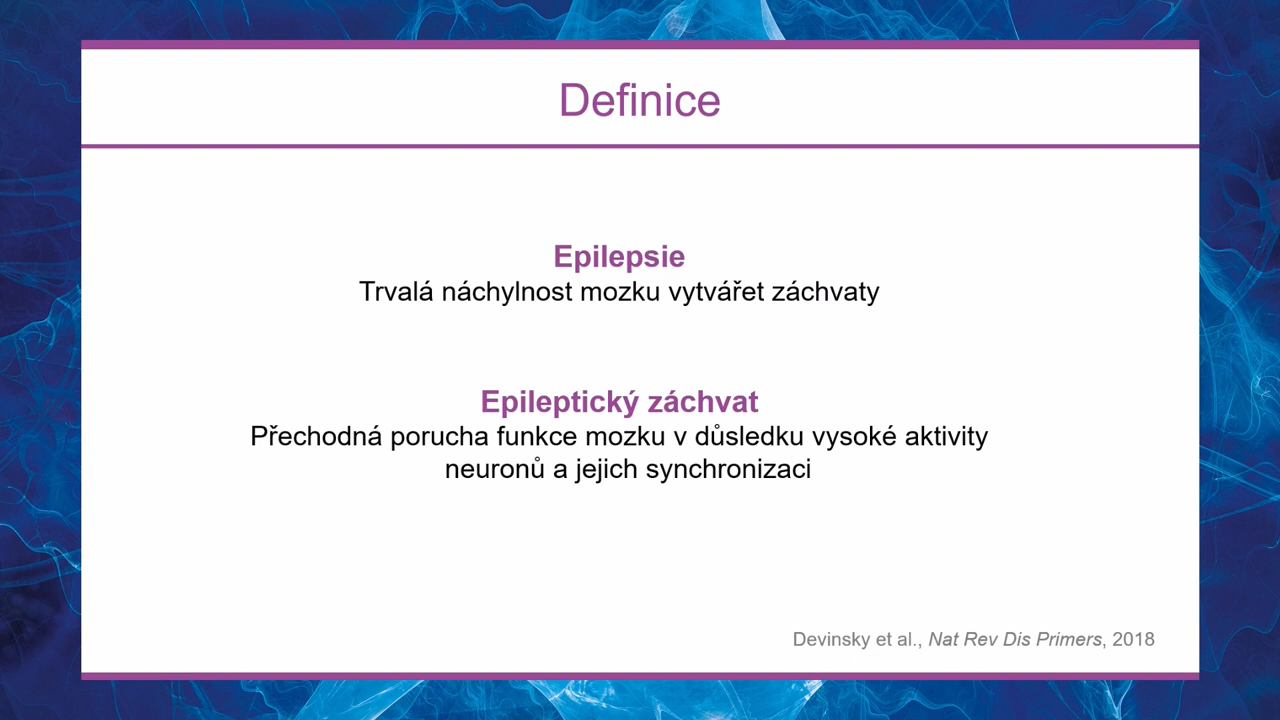 Definice
Epilepsie
Trvalá náchylnost mozku vytvářet záchvaty
Epileptický záchvat
Přechodná porucha funkce mozku v důsledku vysoké aktivity
neuronů a jejich synchronizaci
Devinsky et al., Nat Rev Dis Primers, 2018